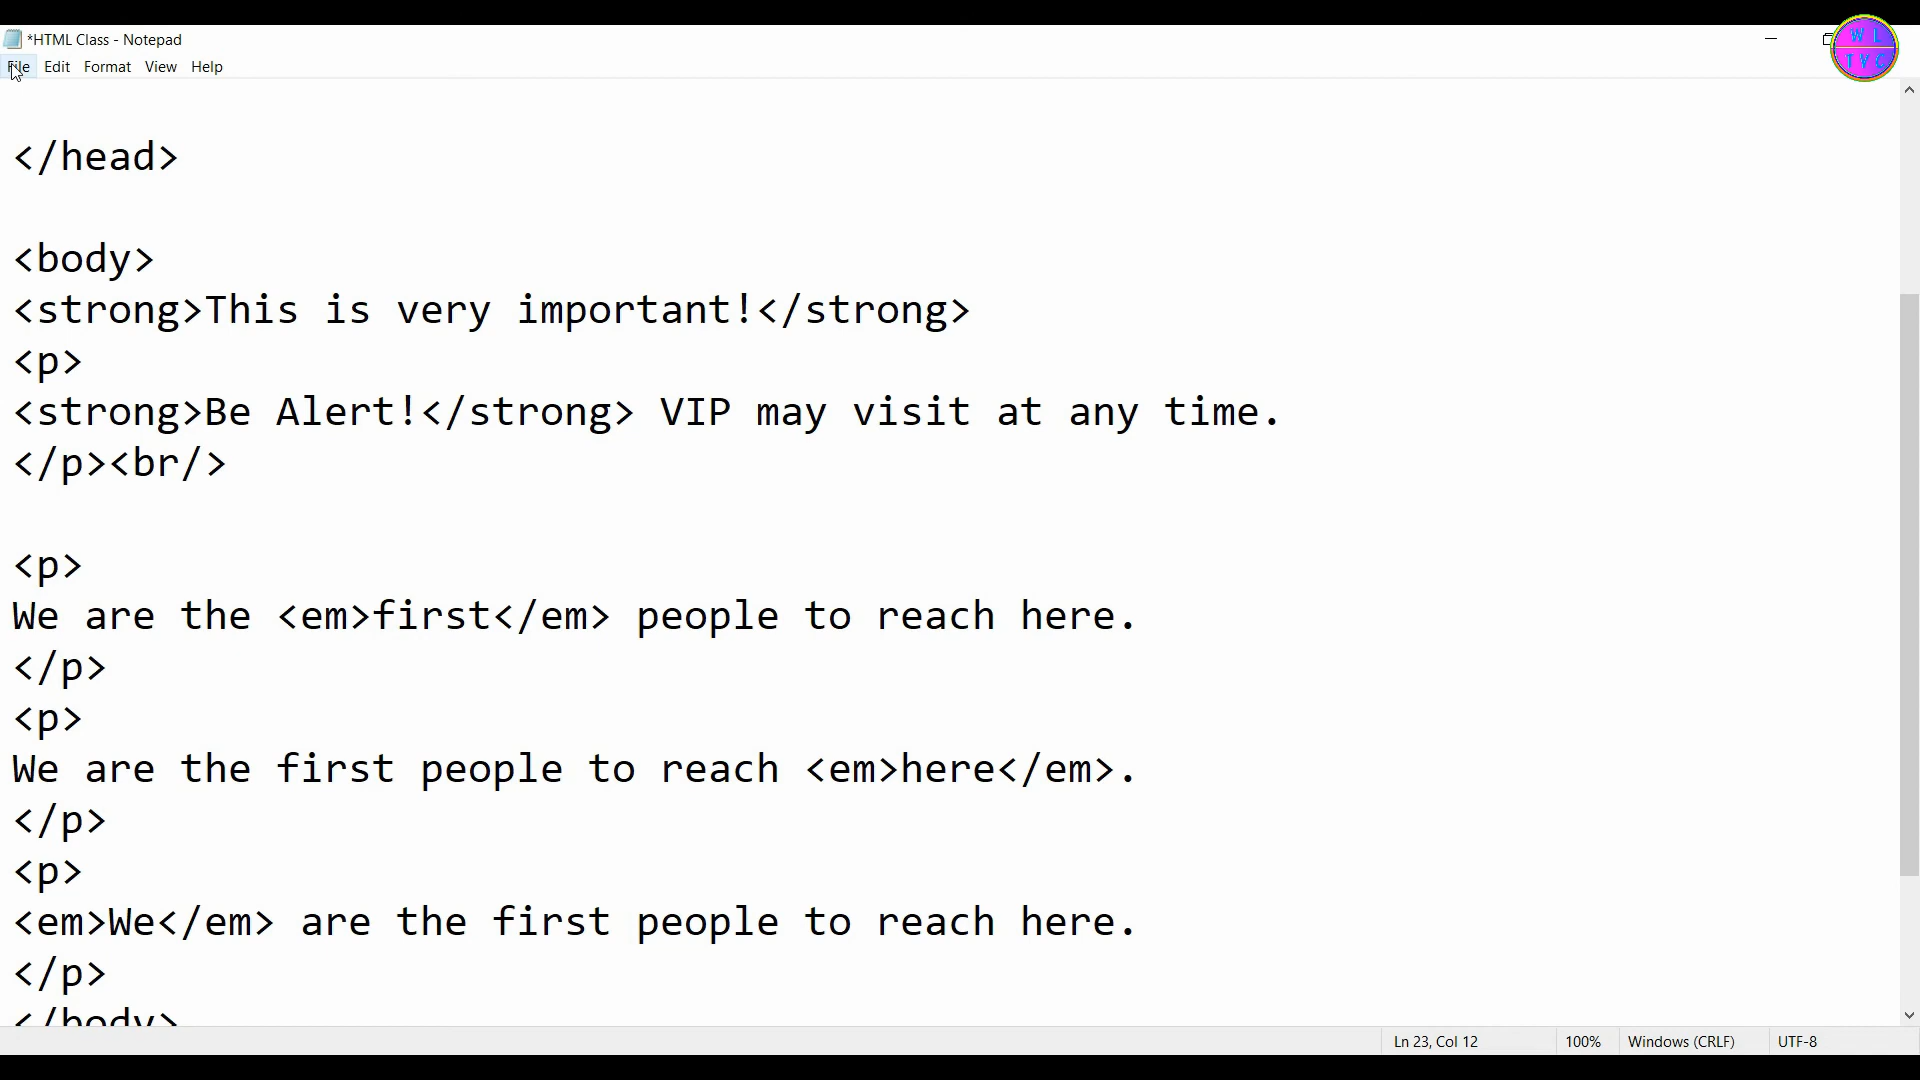 *HTML Class - Notepad
W L
T Y C
File Edit Format View Help
</head>
<body>
<strong>This is very important!</strong>
<p>
<strong>Be Alert!</strong> VIP may visit at any time.
</p><br/>
<p>
We are the <em>first</em> people to reach here.
</p>
<p>
We are the first people to reach <em>here</em>.
</p>
<p>
<em>We</em> are the first people to reach here.
</p>
</body>
Ln 23, Col 12 100% Windows (CRLF) UTF-8